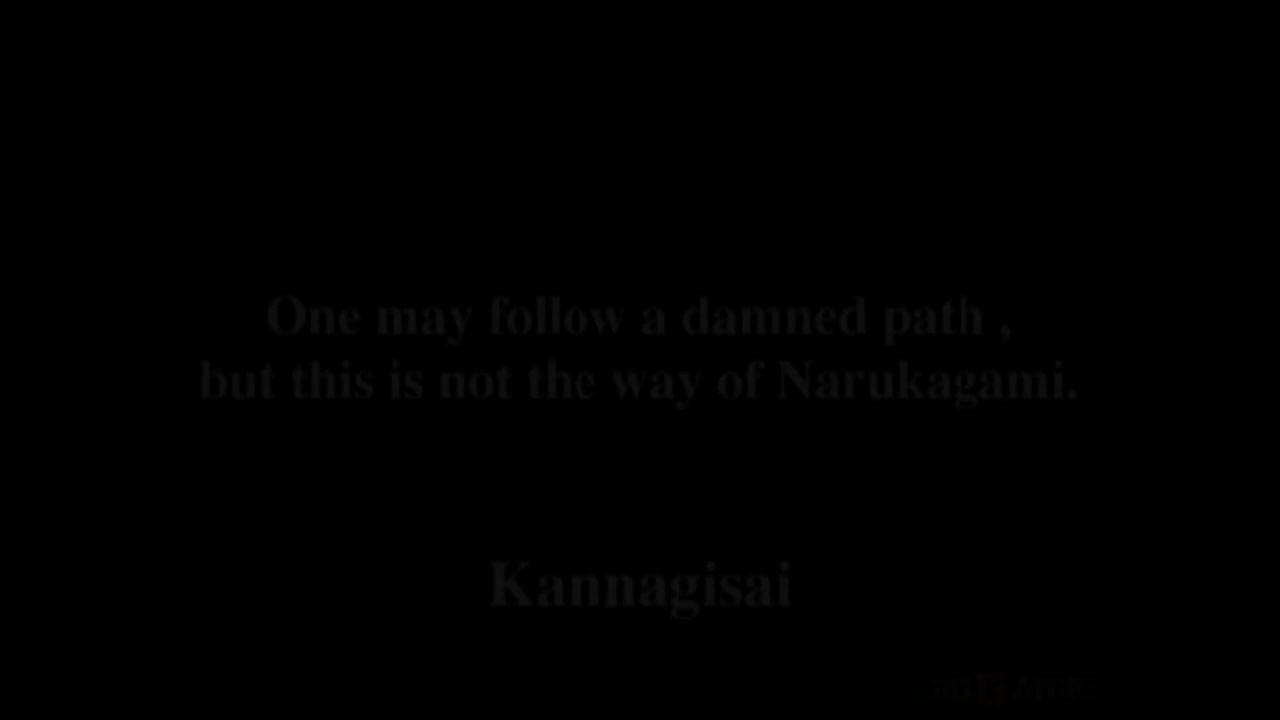 One may follow a damned path ,
but this is not the way of Narukagami.
Kannagisai